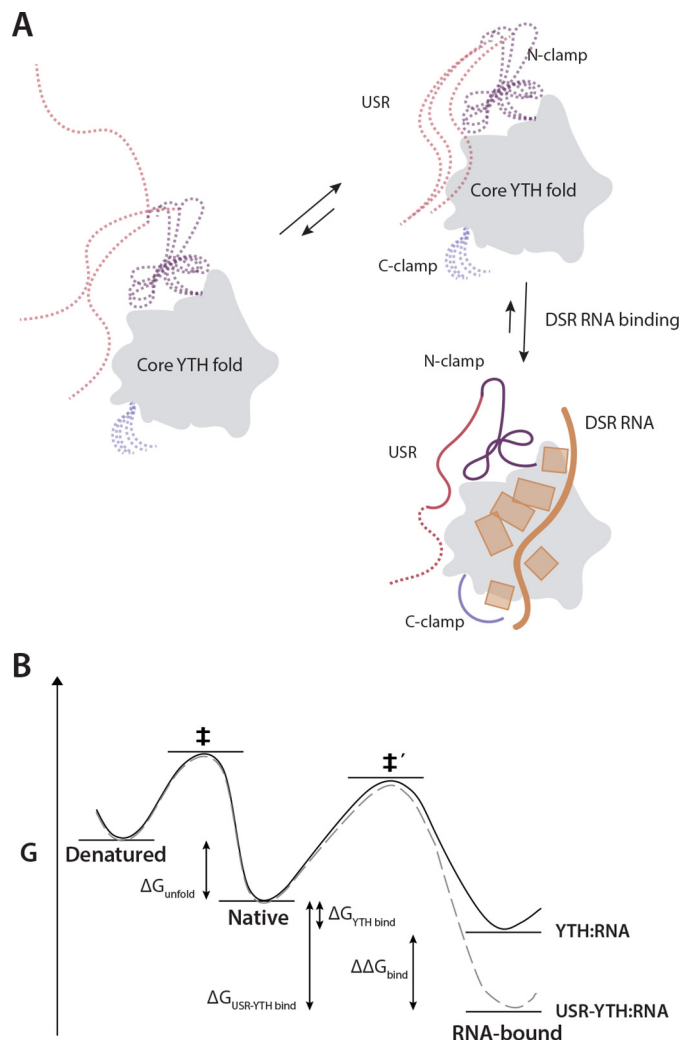 A
N-clamp
USR
Core YTH fold
C-clamp
Core YTH fold
DSR RNA binding
N-clamp
DSR RNA
USR
C-clamp
B
‡
‡′
G
Denatured
ΔGunfold
Native
ΔGYTH bind
YTH:RNA
ΔΔGbind
ΔGUSR-YTH bind
USR-YTH:RNA
RNA-bound